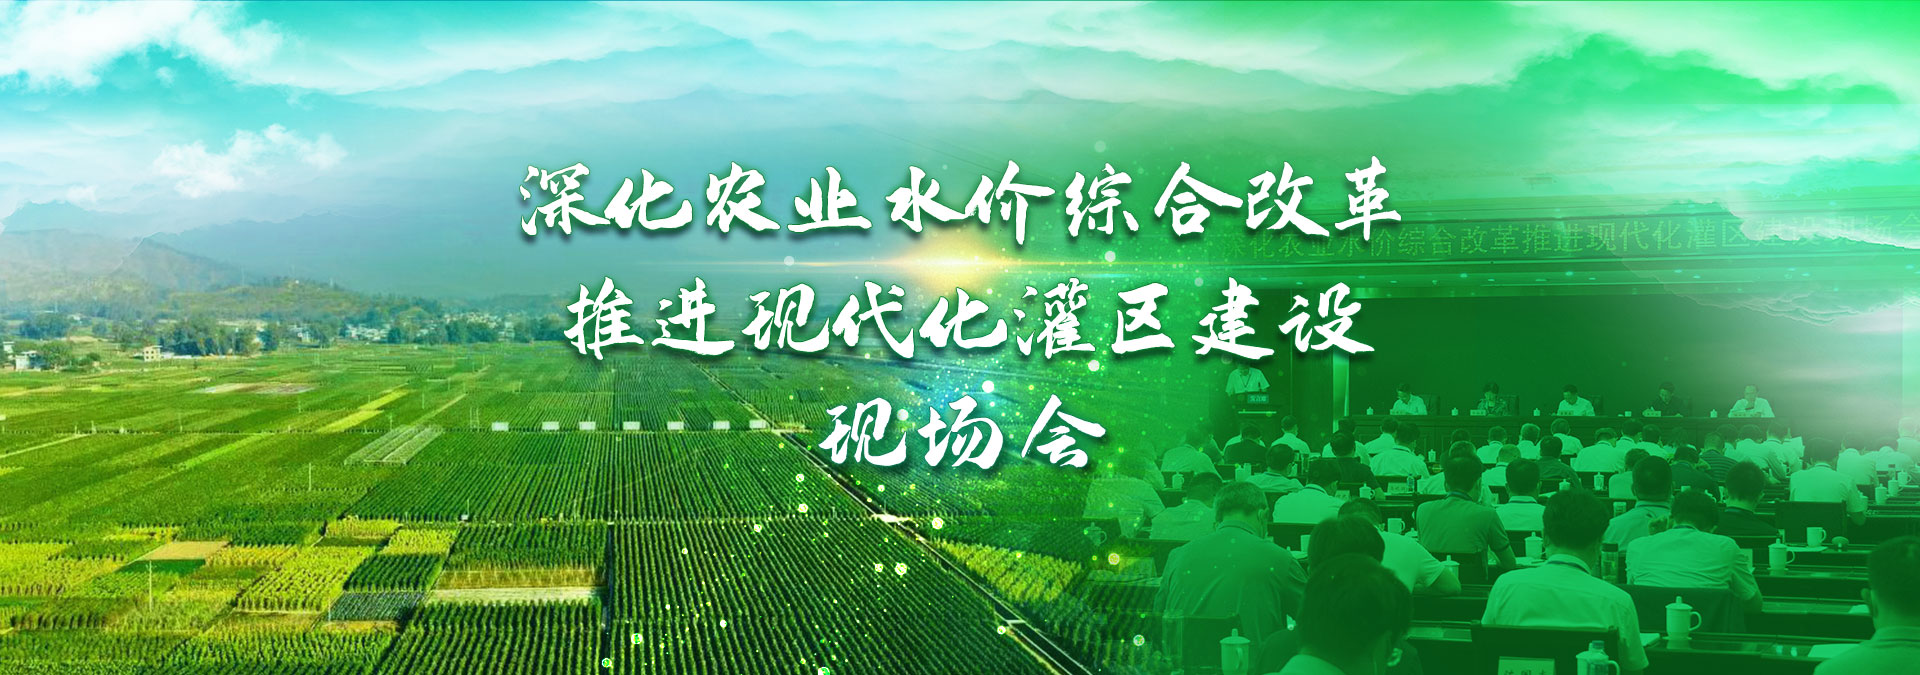 深化农业水价综合改革
推进现代化灌区建设
现场会
深化农业水价综合改革推进现代化灌区建设现场会